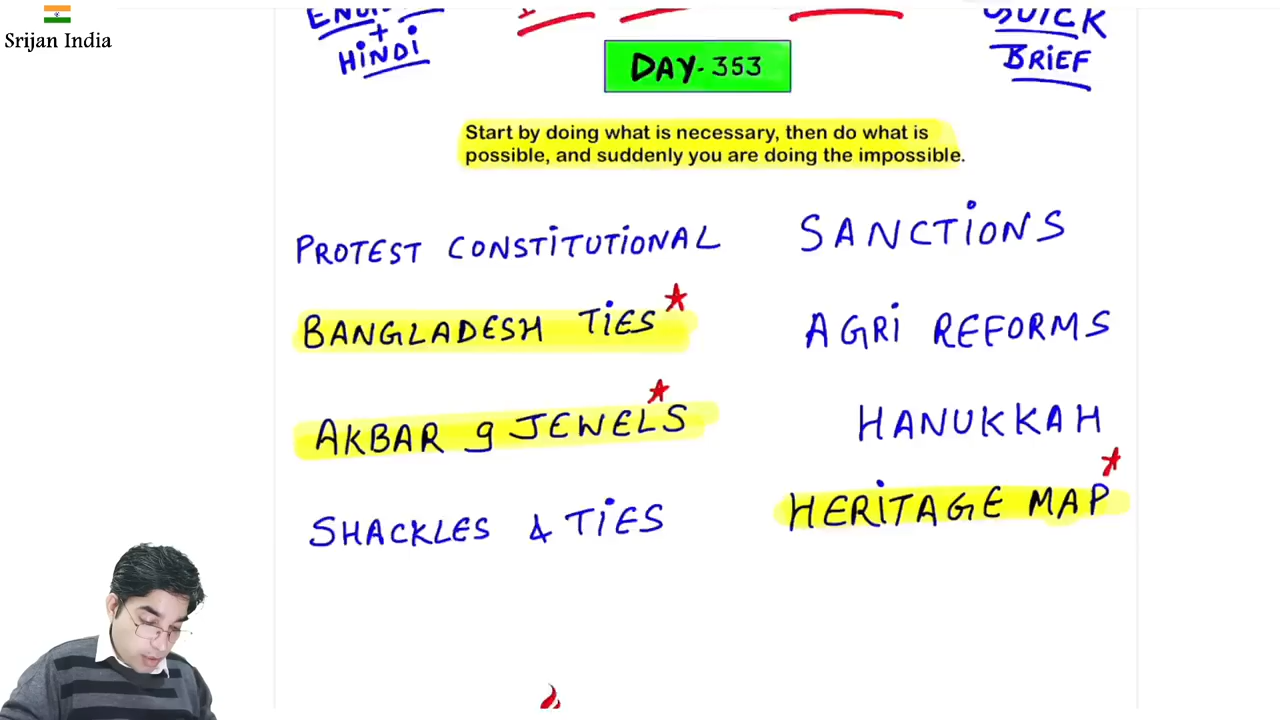 Srijan India
+
HiNDi
QUICK
BRiEF
DAY-353
Start by doing what is necessary, then do what is
possible, and suddenly you are doing the impossible.
PROTEST CONSTiTUTiONAL
SANCTiONS
BANGLADESH TiES
AGRi REFORMS
AKBAR 9 JEWELS
HANUKKAH
SHACKLES & TiES
HERiTAGE MAP